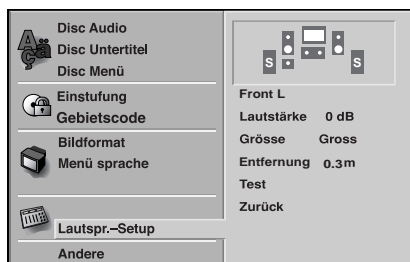 Disc Audio
Disc Untertitel
Disc Menü
Einstufung
Gebietscode
Bildformat
Menü sprache
Lautspr.–Setup
Andere
S S
Front L
Lautstärke 0 dB
Grösse Gross
Entfernung 0.3m
Test
Zurück